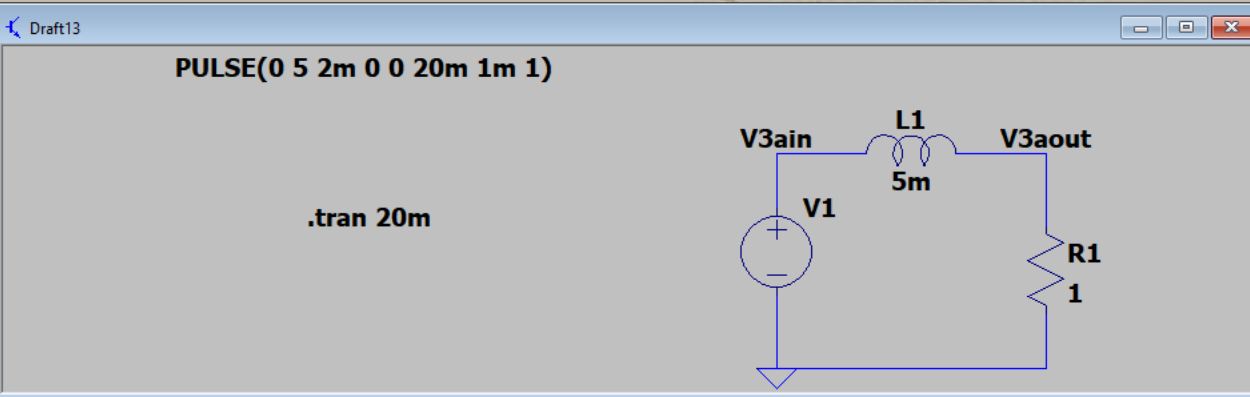 Draft13
PULSE(0 5 2m 0 0 20m 1m 1)
L1
V3ain
V3aout
5m
V1
.tran 20m
R1
1